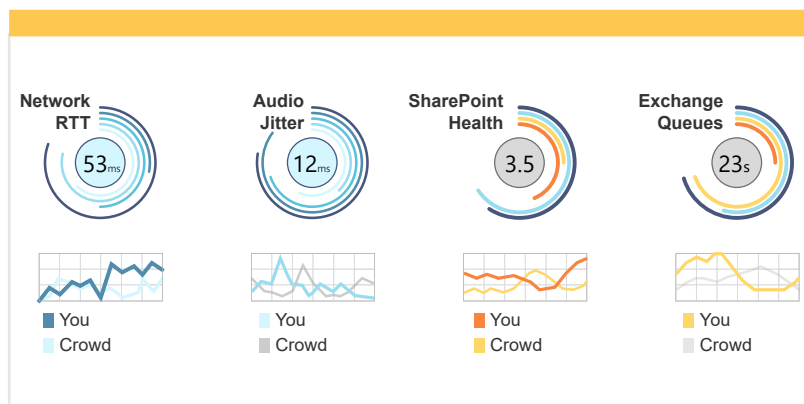 Network
RTT
53ms
You
Crowd
Audio
Jitter
12ms
You
Crowd
SharePoint
Health
3.5
You
Crowd
Exchange
Queues
23s
You
Crowd